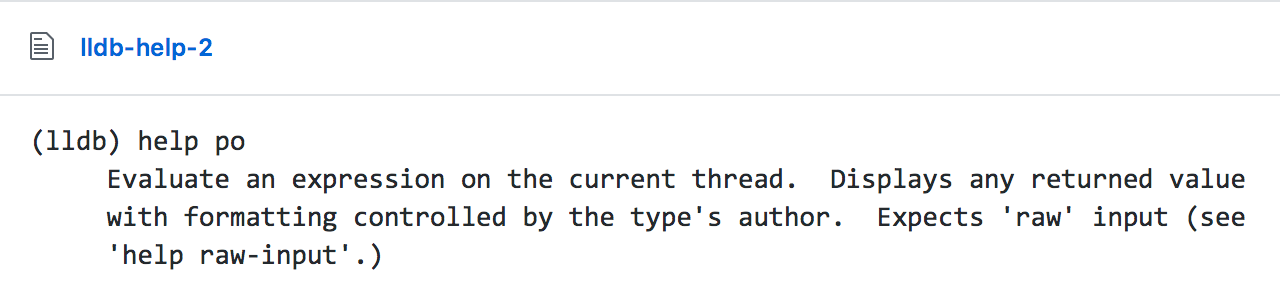 lldb-help-2
(lldb) help po
Evaluate an expression on the current thread.  Displays any returned value
with formatting controlled by the type's author.  Expects 'raw' input (see
'help raw-input'.)